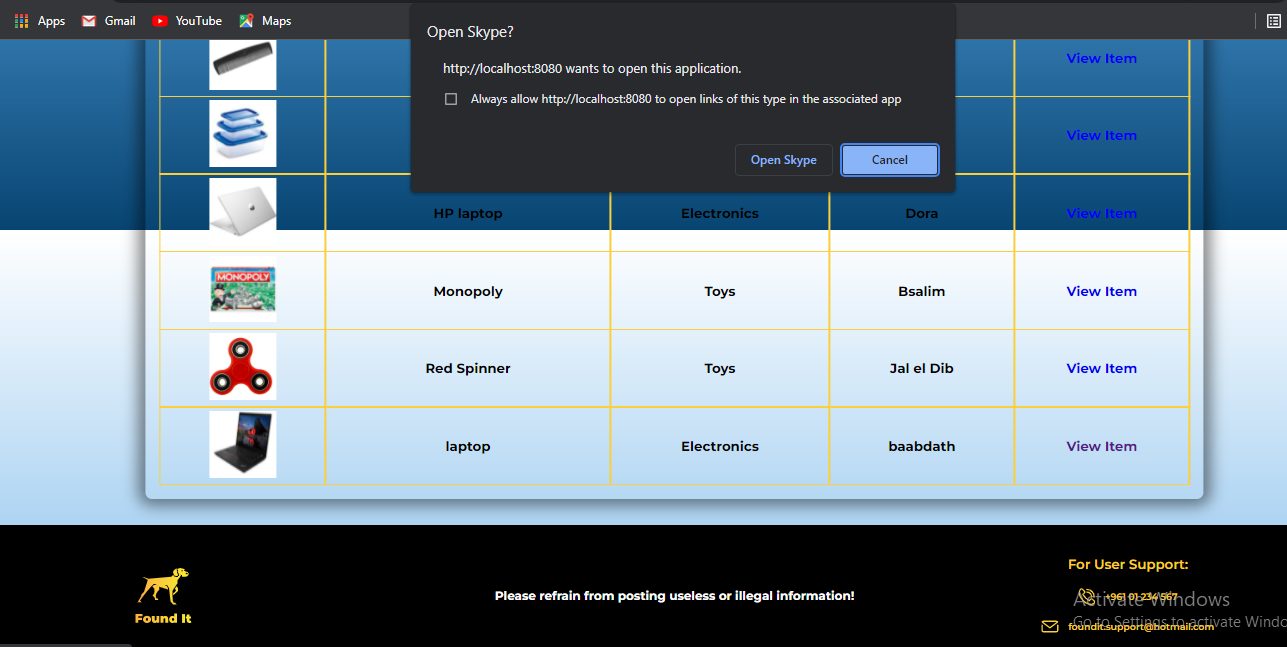 Apps Gmail YouTube Maps
Open Skype?
http://localhost:8080 wants to open this application.
Always allow http://localhost:8080 to open links of this type in the associated app
Open Skype Cancel
View Item
View Item
HP laptop Electronics Dora View Item
MONOPOLY
Monopoly Toys Bsalim View Item
Red Spinner Toys Jal el Dib View Item
laptop Electronics baabdath View Item
Found It
Please refrain from posting useless or illegal information!
For User Support:
+961 01 234 567
foundit.support@hotmail.com
Activate Windows
Go to Settings to activate Windo